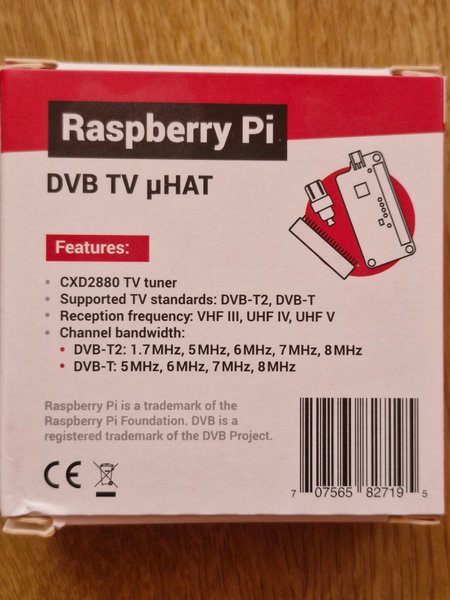 Raspberry Pi
DVB TV µHAT
Features:
• CXD2880 TV tuner
• Supported TV standards: DVB-T2, DVB-T
• Reception frequency: VHF III, UHF IV, UHF V
• Channel bandwidth:
• DVB-T2: 1.7MHz, 5MHz, 6MHz, 7MHz, 8MHz
• DVB-T: 5MHz, 6MHz, 7MHz, 8MHz
Raspberry Pi is a trademark of the
Raspberry Pi Foundation. DVB is a
registered trademark of the DVB Project.
CE
7 07565 82719 5